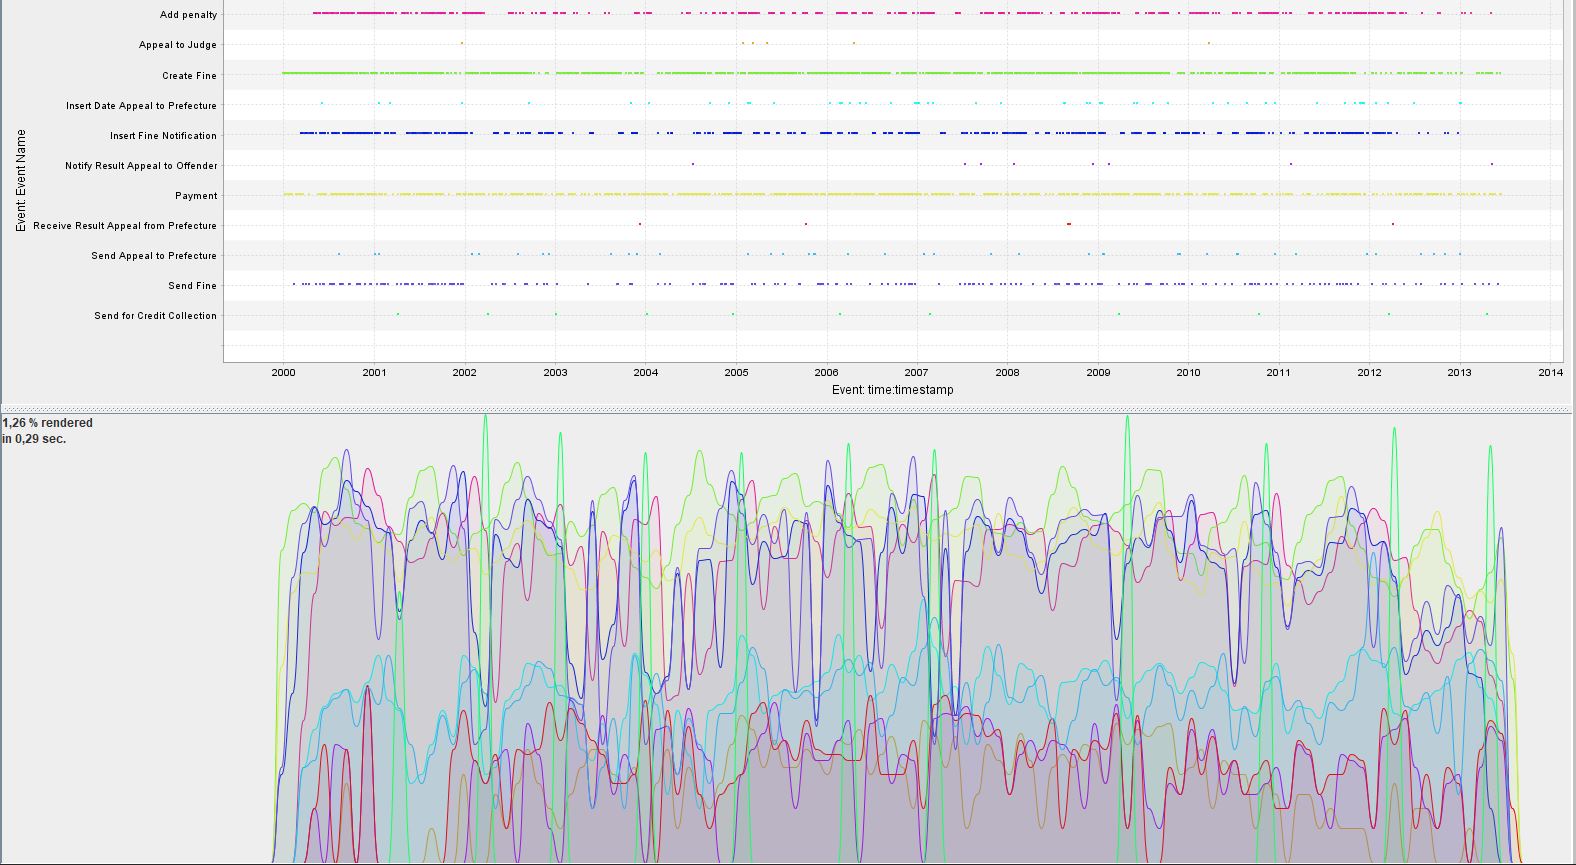 Add penalty
Appeal to Judge
Create Fine
Insert Date Appeal to Prefecture
Insert Fine Notification
Notify Result Appeal to Offender
Payment
Receive Result Appeal from Prefecture
Send Appeal to Prefecture
Send Fine
Send for Credit Collection
Event: Event Name
2000 2001 2002 2003 2004 2005 2006 2007 2008 2009 2010 2011 2012 2013 2014
Event: time:timestamp
1,26 % rendered
in 0,29 sec.